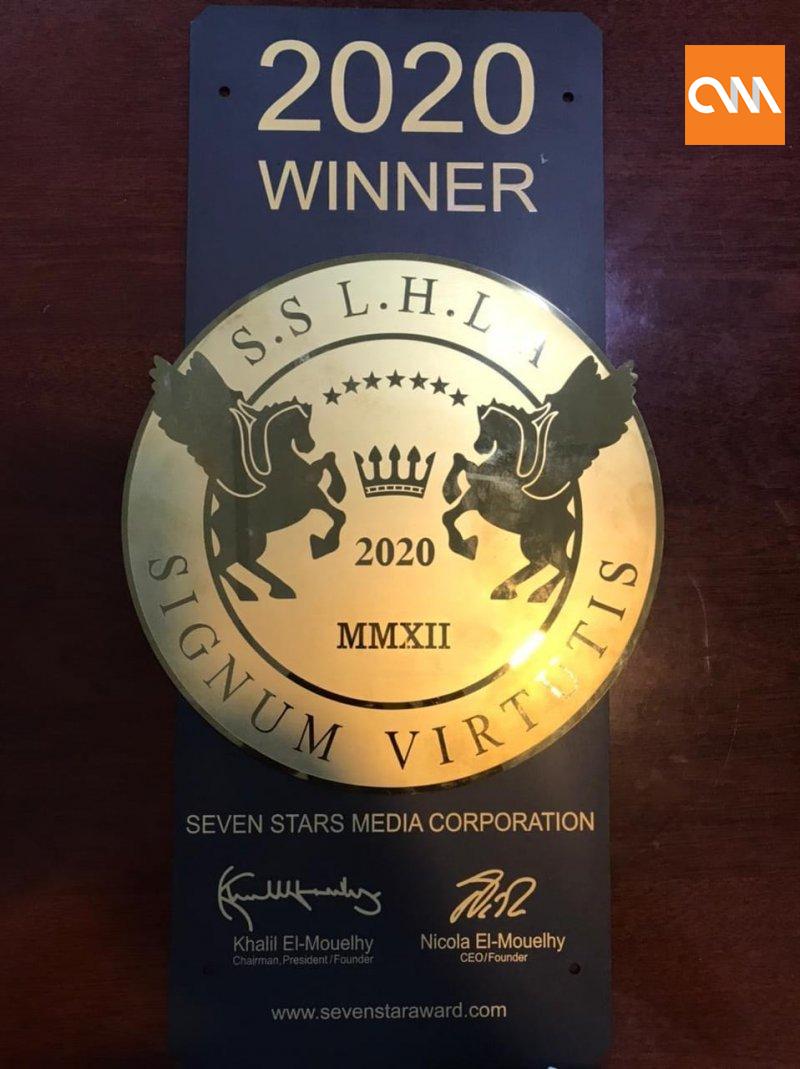 2020
WINNER
S.S L.H.L A
2020
MMXII
SIGNUM VIRTUTIS
SEVEN STARS MEDIA CORPORATION
Khalil El-Mouelhy Nicola El-Mouelhy
Chairman, President/Founder CEO/Founder
www.sevenstaraward.com